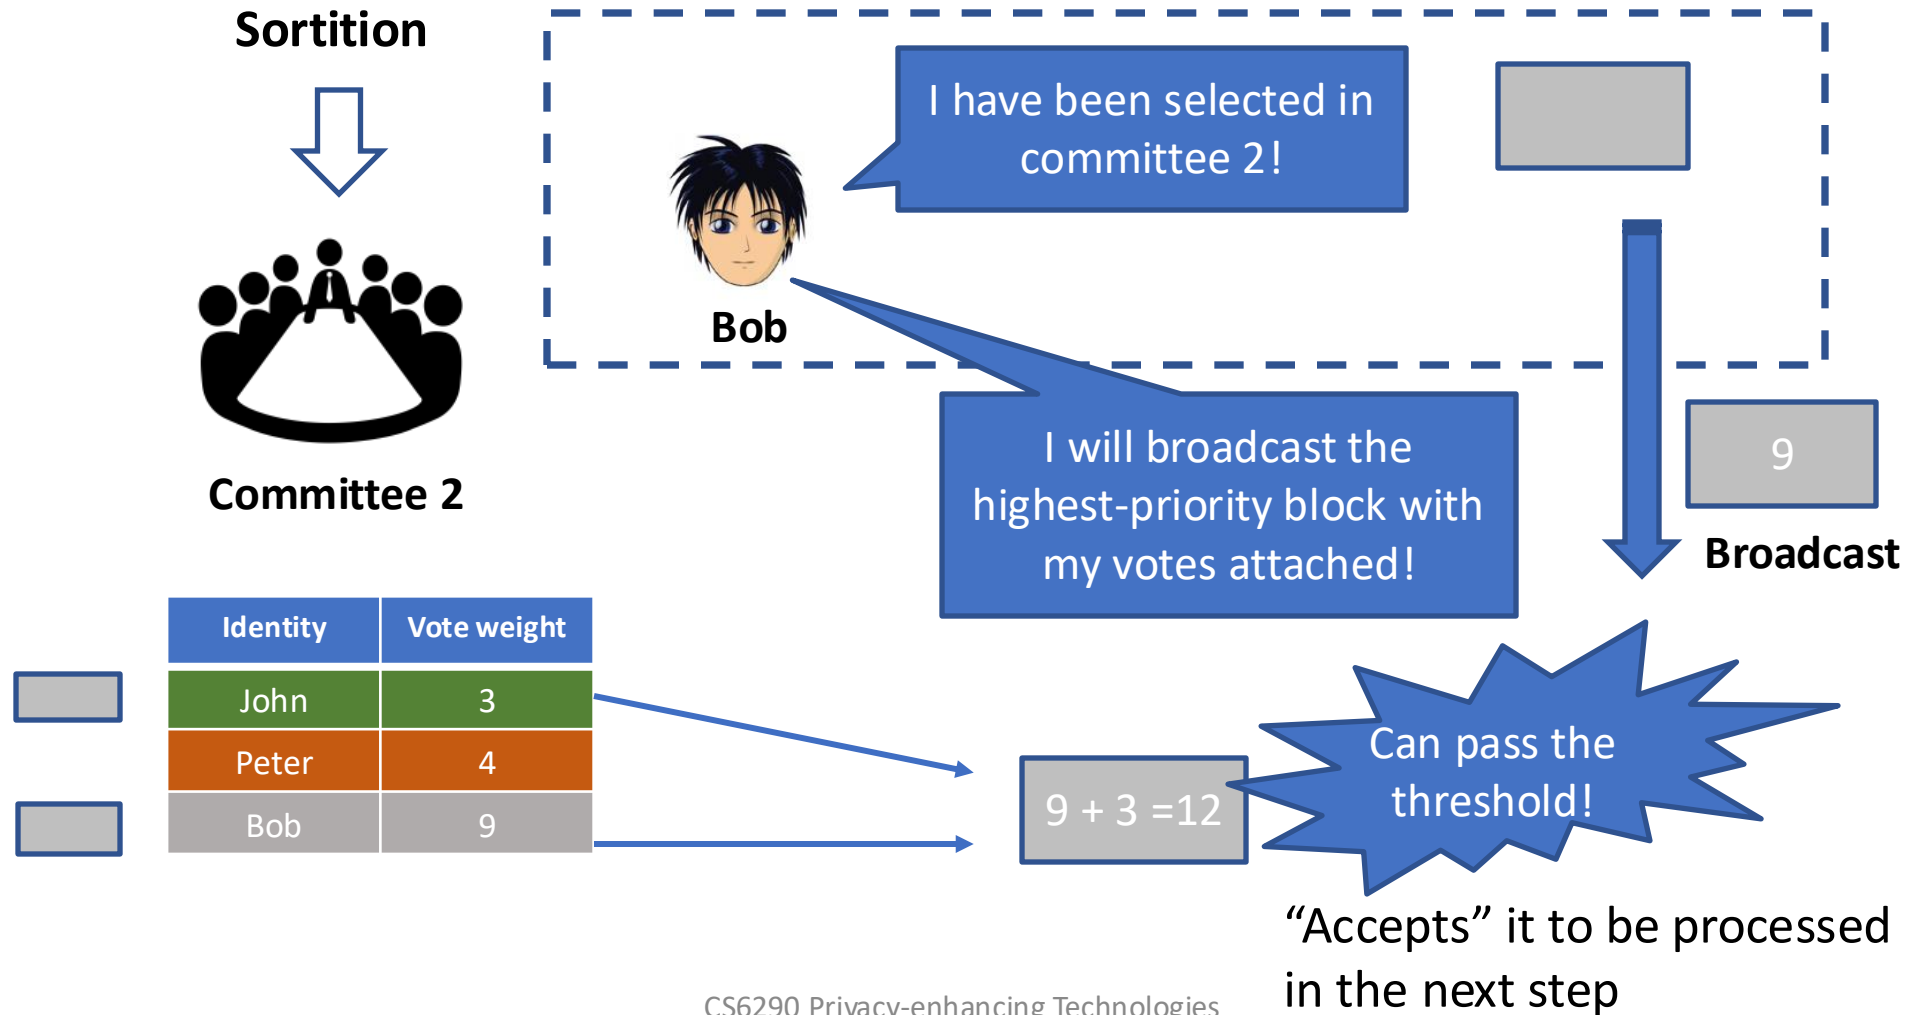 Sortition
I have been selected in
committee 2!
Bob
Committee 2
I will broadcast the
highest-priority block with
my votes attached!
9
Broadcast
Identity Vote weight
John 3
Peter 4
Bob 9
9 + 3 =12
Can pass the
threshold!
“Accepts” it to be processed
in the next step
CS6290 Privacy-enhancing Technologies